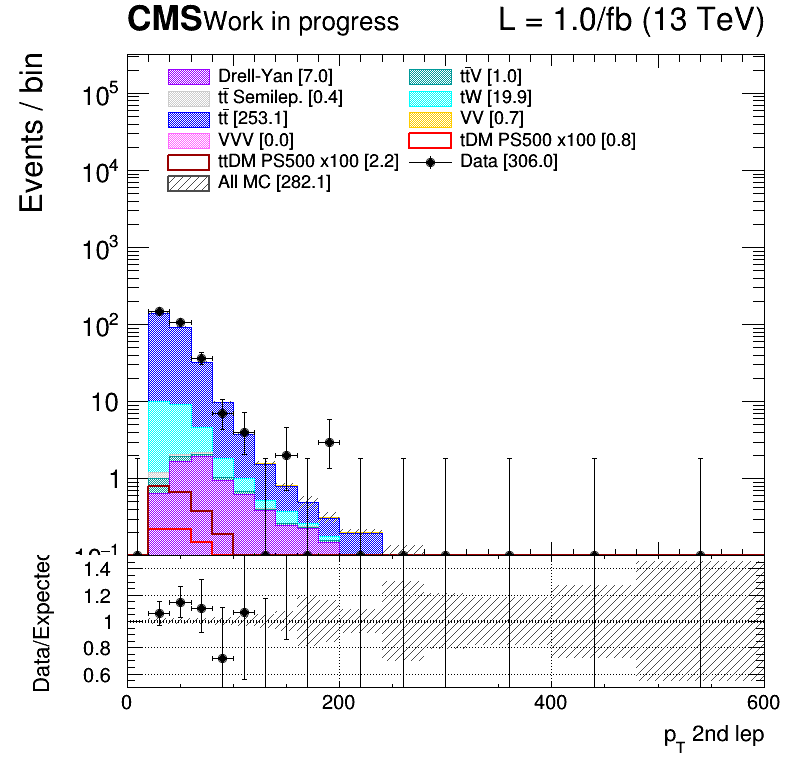 CMS Work in progress L = 1.0/fb (13 TeV)
Events / bin
Drell-Yan [7.0] tt̄V [1.0]
tt̄ Semilep. [0.4] tW [19.9]
tt̄ [253.1] VV [0.7]
VVV [0.0] tDM PS500 x100 [0.8]
ttDM PS500 x100 [2.2] Data [306.0]
All MC [282.1]
10⁵
10⁴
10³
10²
10
1
10⁻¹
Data/Expected
1.4
1.2
1
0.8
0.6
0 200 400 600
p_T 2nd lep